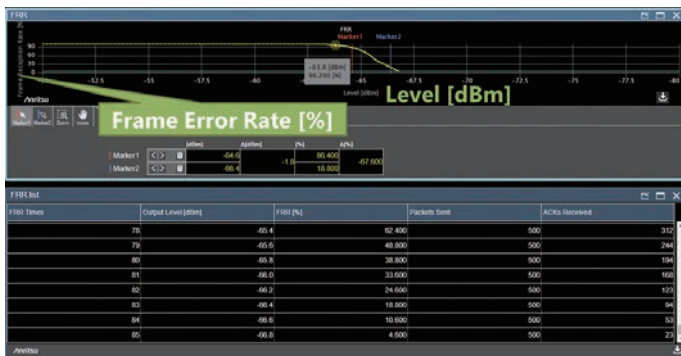 FRR
FRR
Marker1 Marker2
Frame Reception Rate [%]
90
60
30
0
-63.8 [dBm]
96.200 [%]
-52.5 -55 -57.5 -60 -65 -67.5 -70 -72.5 -75 -77.5 -80
Level [dBm]
Level [dBm]
Anritsu
Marker1 Marker2 Zoom Move
Frame Error Rate [%]
[dBm] Δ[dBm] [%] Δ[%]
Marker1 -64.6 86.400
-1.8 -67.600
Marker2 -66.4 18.800
FRR list
FRR Times Output Level [dBm] FRR [%] Packets Sent ACKs Received
78 -65.4 62.400 500 312
79 -65.6 48.800 500 244
80 -65.8 38.800 500 194
81 -66.0 33.600 500 168
82 -66.2 24.600 500 123
83 -66.4 18.800 500 94
84 -66.6 10.600 500 53
85 -66.8 4.600 500 23
Anritsu